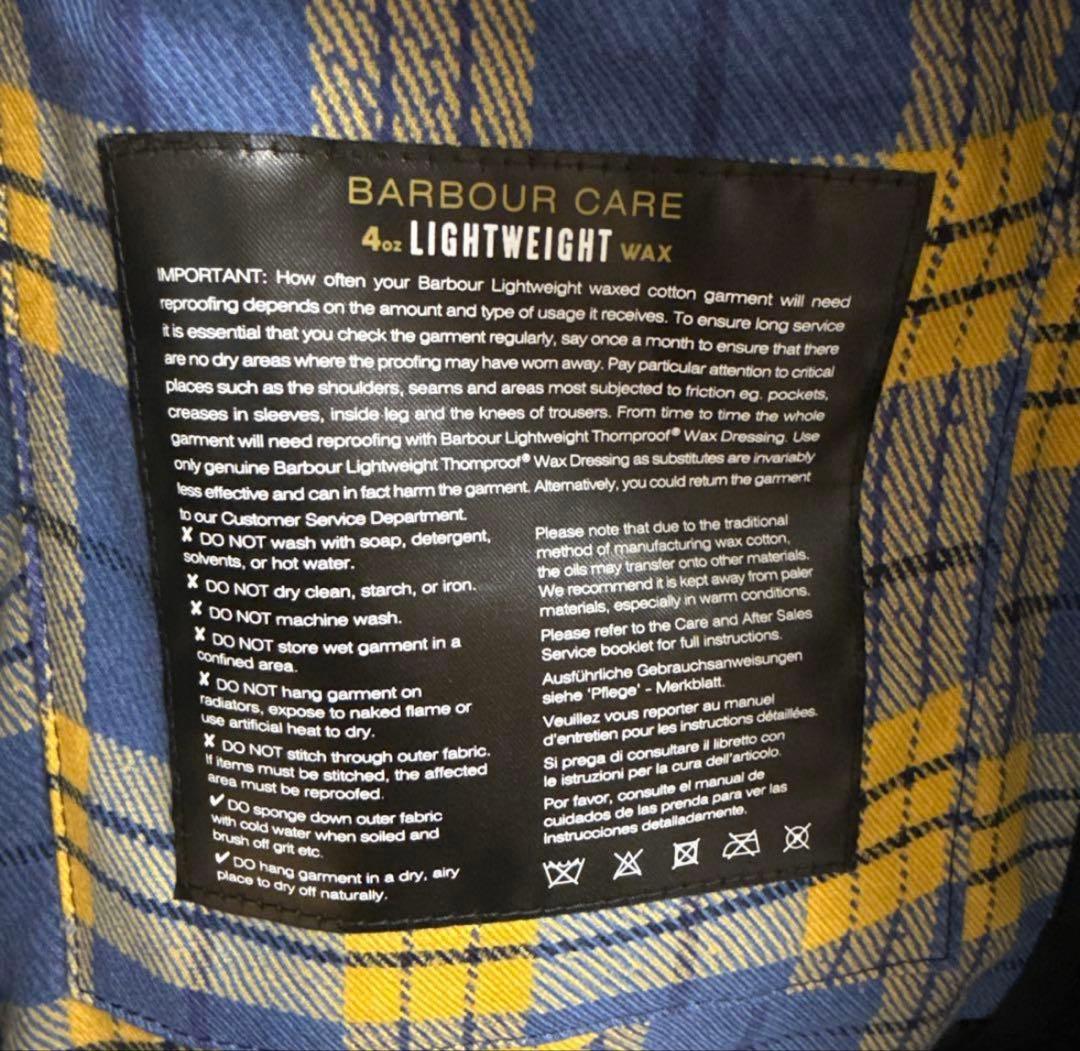 BARBOUR CARE
4oz LIGHTWEIGHT WAX
IMPORTANT: How often your Barbour Lightweight waxed cotton garment will need
reproofing depends on the amount and type of usage it receives. To ensure long service
it is essential that you check the garment regularly, say once a month to ensure that there
are no dry areas where the proofing may have worn away. Pay particular attention to critical
places such as the shoulders, seams and areas most subjected to friction eg. pockets,
creases in sleeves, inside leg and the knees of trousers. From time to time the whole
garment will need reproofing with Barbour Lightweight Thornproof® Wax Dressing. Use
only genuine Barbour Lightweight Thornproof® Wax Dressing as substitutes are invariably
less effective and can in fact harm the garment. Alternatively, you could return the garment
to our Customer Service Department.
✘ DO NOT wash with soap, detergent,
solvents, or hot water.
✘ DO NOT dry clean, starch, or iron.
✘ DO NOT machine wash.
✘ DO NOT store wet garment in a
confined area.
✘ DO NOT hang garment on
radiators, expose to naked flame or
use artificial heat to dry.
✘ DO NOT stitch through outer fabric.
If items must be stitched, the affected
area must be reproofed.
✔ DO sponge down outer fabric
with cold water when soiled and
brush off grit etc.
✔ DO hang garment in a dry, airy
place to dry off naturally.
Please note that due to the traditional
method of manufacturing wax cotton,
the oils may transfer onto other materials.
We recommend it is kept away from paler
materials, especially in warm conditions.
Please refer to the Care and After Sales
Service booklet for full instructions.
Ausführliche Gebrauchsanweisungen
siehe 'Pflege' - Merkblatt.
Veuillez vous reporter au manuel
d'entretien pour les instructions détaillées.
Si prega di consultare il libretto con
le istruzioni per la cura dell'articolo.
Por favor, consulte el manual de
cuidados de las prenda para ver las
instrucciones detalladamente.